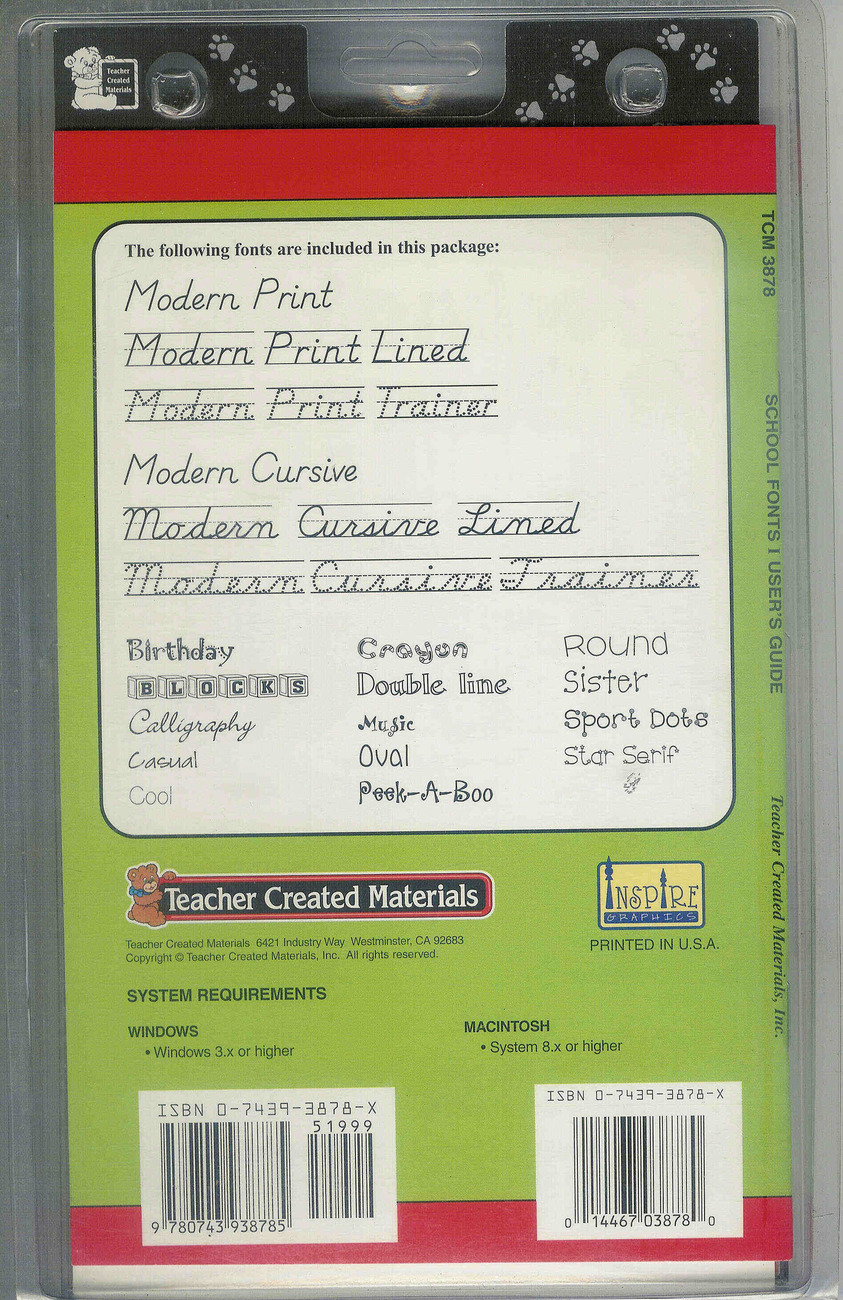 Teacher
Created
Materials
The following fonts are included in this package:
Modern Print
Modern Print Lined
Modern Print Trainer
Modern Cursive
Modern Cursive Lined
Modern Cursive Trainer
Birthday
BLOCKS
Calligraphy
Casual
Cool
Crayon
Double line
Music
Oval
Peek-A-Boo
Round
Sister
Sport Dots
Star Serif
Teacher Created Materials
INSPIRE
GRAPHICS
Teacher Created Materials 6421 Industry Way Westminster, CA 92683
Copyright © Teacher Created Materials, Inc. All rights reserved.
PRINTED IN U.S.A.
SYSTEM REQUIREMENTS
WINDOWS
• Windows 3.x or higher
MACINTOSH
• System 8.x or higher
ISBN 0-7439-3878-X
51999
9 780743 938785
ISBN 0-7439-3878-X
0 14467 03878 0
TCM 3878
SCHOOL FONTS I USER'S GUIDE
Teacher Created Materials, Inc.